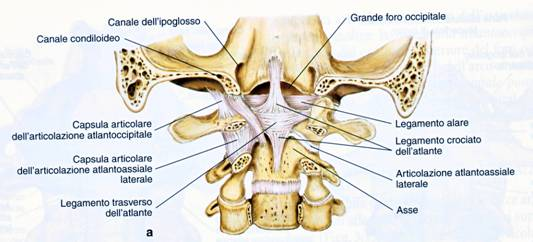 Canale dell'ipoglosso
Canale condiloideo
Capsula articolare
dell'articolazione atlantoccipitale
Capsula articolare
dell'articolazione atlantoassiale
laterale
Legamento trasverso
dell'atlante
a
Grande foro occipitale
Legamento alare
Legamento crociato
dell'atlante
Articolazione atlantoassiale
laterale
Asse